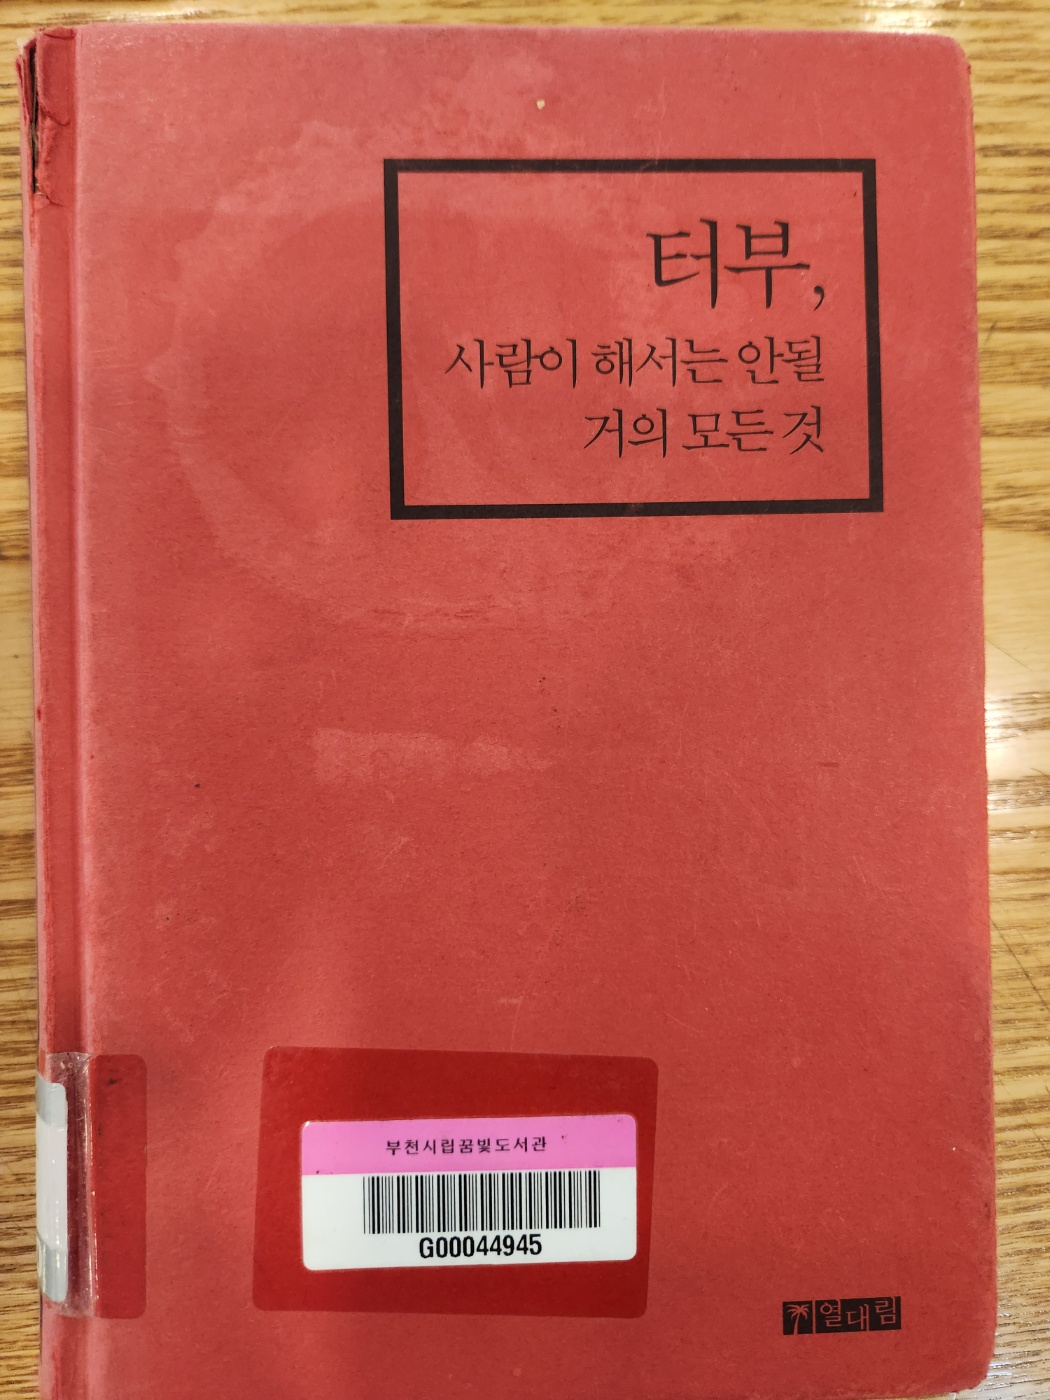 터부,
사람이 해서는 안될
거의 모든 것
부천시립꿈빛도서관
G00044945
열대림